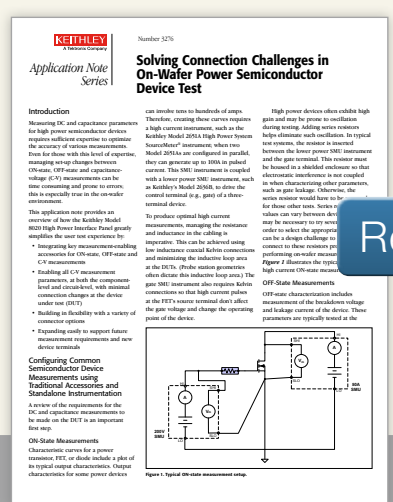 KEITHLEY
A Tektronix Company
Number 3276
Application Note
Series
Solving Connection Challenges in
On-Wafer Power Semiconductor
Device Test
Introduction
Measuring DC and capacitance parameters
for high power semiconductor devices
requires sufficient expertise to optimize
the accuracy of various measurements.
Even for those with this level of expertise,
managing set-up changes between
ON-state, OFF-state and capacitance-
voltage (C-V) measurements can be
time consuming and prone to errors;
this is especially true in the on-wafer
environment.
This application note provides an
overview of how the Keithley Model
8020 High Power Interface Panel greatly
simplifies the user test experience by:
• Integrating key measurement-enabling
accessories for ON-state, OFF-state and
C-V measurements
• Enabling all C-V measurement
parameters, at both the component-
level and circuit-level, with minimal
connection changes at the device
under test (DUT)
• Building in flexibility with a variety of
connector options
• Expanding easily to support future
measurement requirements and new
device terminals
Configuring Common
Semiconductor Device
Measurements using
Traditional Accessories and
Standalone Instrumentation
A review of the requirements for the
DC and capacitance measurements to
be made on the DUT is an important
first step.
ON-State Measurements
Characteristic curves for a power
transistor, FET, or diode include a plot of
its typical output characteristics. Output
characteristics for some power devices
can involve tens to hundreds of amps.
Therefore, creating these curves requires
a high current instrument, such as the
Keithley Model 2651A High Power System
SourceMeter® instrument; when two
Model 2651As are configured in parallel,
they can generate up to 100A in pulsed
current. This SMU instrument is coupled
with a lower power SMU instrument, such
as Keithley Model 2636B, to drive the
control terminal (e.g., gate) of a three-
terminal device.
To produce optimal high current
measurements, managing the resistance
and inductance in the cabling is
imperative. This can be achieved using
low inductance coaxial Kelvin connections
and minimizing the inductive loop area
at the DUTs. (Probe station geometries
often dictate this inductive loop area.) The
gate SMU instrument also requires Kelvin
connections so that high current pulses
at the FET's source terminal don't affect
the gate voltage and change the operating
point of the device.
High power devices often exhibit high
gain and may be prone to oscillation
during testing. Adding series resistors
helps eliminate such oscillation. In typical
test systems, the resistor is inserted
between the lower power SMU instrument
and the gate terminal. This resistor must
be housed in a shielded enclosure so that
electrostatic interference is not coupled
in when characterizing other parameters,
such as gate leakage. Otherwise, the
series resistor would have to be
for those other tests. Series r
values can vary between devi
may be necessary to try sever
order to select the appropriat
can be a design challenge to
connect to these resistors pr
performing on-wafer measur
Figure 1 illustrates the typic
high current ON-state measur
OFF-State Measurements
OFF-state characterization includes
measurement of the breakdown voltage
and leakage current of the device. These
parameters are typically tested at the
200V
SMU
50A
SMU
Figure 1. Typical ON-state measurement setup.